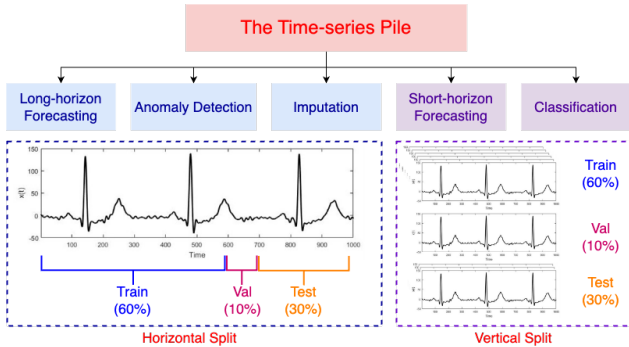 The Time-series Pile
Long-horizon
Forecasting
Anomaly Detection
Imputation
Short-horizon
Forecasting
Classification
150
100
50
0
-50
x(t)
100 200 300 400 500 600 700 800 900 1000
Time
Train
(60%)
Val
(10%)
Test
(30%)
Horizontal Split
Train
(60%)
Val
(10%)
Test
(30%)
Vertical Split